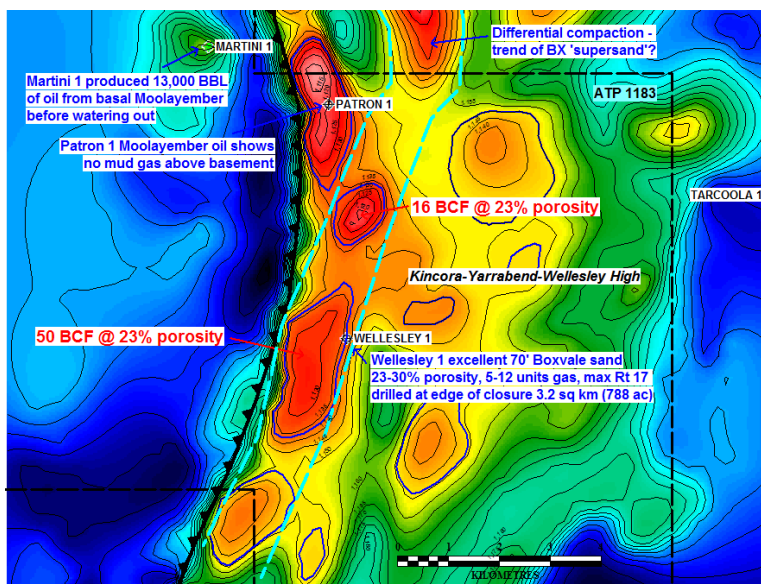 Differential compaction -
trend of BX 'supersand'?
MARTINI 1
Martini 1 produced 13,000 BBL
of oil from basal Moolayember
before watering out
ATP 1183
PATRON 1
Patron 1 Moolayember oil shows
no mud gas above basement
TARCOOLA 1
16 BCF @ 23% porosity
Kincora-Yarrabend-Wellesley High
50 BCF @ 23% porosity
WELLESLEY 1
Wellesley 1 excellent 70' Boxvale sand
23-30% porosity, 5-12 units gas, max Rt 17
drilled at edge of closure 3.2 sq km (788 ac)
0 1 2 3
KILOMETRES